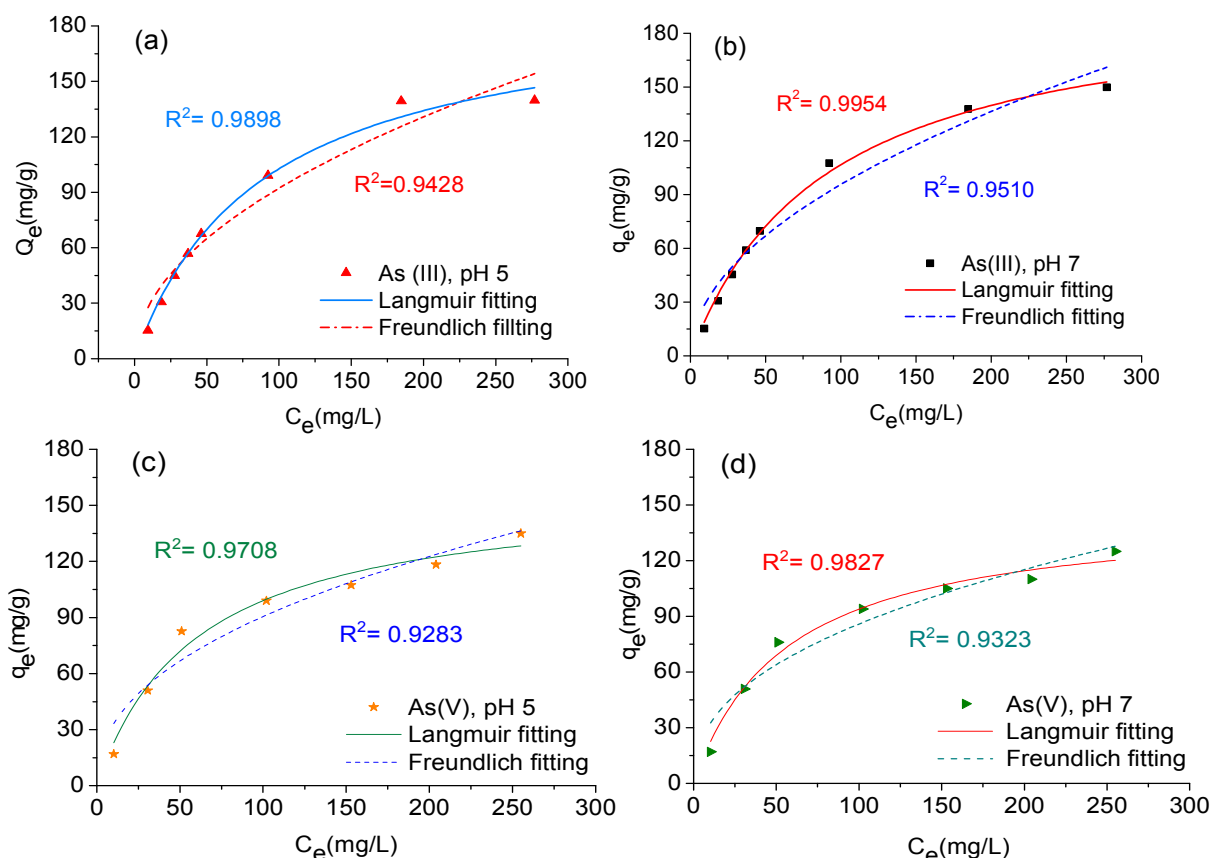 (a)
180
150
120
90
60
30
0
Qe(mg/g)
R2= 0.9898
R2=0.9428
As (III), pH 5
Langmuir fitting
Freundlich fillting
0 50 100 150 200 250 300
Ce(mg/L)
(b)
180
150
120
90
60
30
0
qe(mg/g)
R2= 0.9954
R2= 0.9510
As(III), pH 7
Langmuir fitting
Freundlich fitting
0 50 100 150 200 250 300
Ce(mg/L)
(c)
180
150
120
90
60
30
0
qe(mg/g)
R2= 0.9708
R2= 0.9283
As(V), pH 5
Langmuir fitting
Freundlich fitting
0 50 100 150 200 250 300
Ce(mg/L)
(d)
180
150
120
90
60
30
0
qe(mg/g)
R2= 0.9827
R2= 0.9323
As(V), pH 7
Langmuir fitting
Freundlich fitting
0 50 100 150 200 250 300
Ce(mg/L)